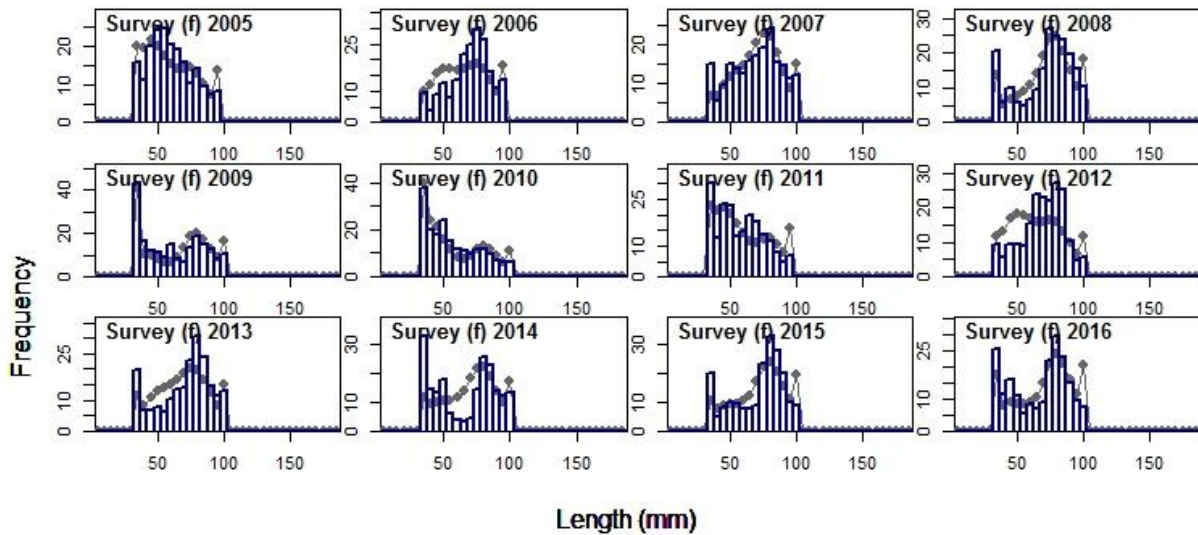 Survey (f) 2005
Survey (f) 2006
Survey (f) 2007
Survey (f) 2008
0 10 20
0 10 25
0 10 20
0 10 20 30
50 100 150
50 100 150
50 100 150
50 100 150
Survey (f) 2009
Survey (f) 2010
Survey (f) 2011
Survey (f) 2012
0 20 40
0 20 40
0 10 25
0 10 20 30
50 100 150
50 100 150
50 100 150
50 100 150
Survey (f) 2013
Survey (f) 2014
Survey (f) 2015
Survey (f) 2016
0 10 25
0 10 30
0 10 30
0 10 25
50 100 150
50 100 150
50 100 150
50 100 150
Frequency
Length (mm)